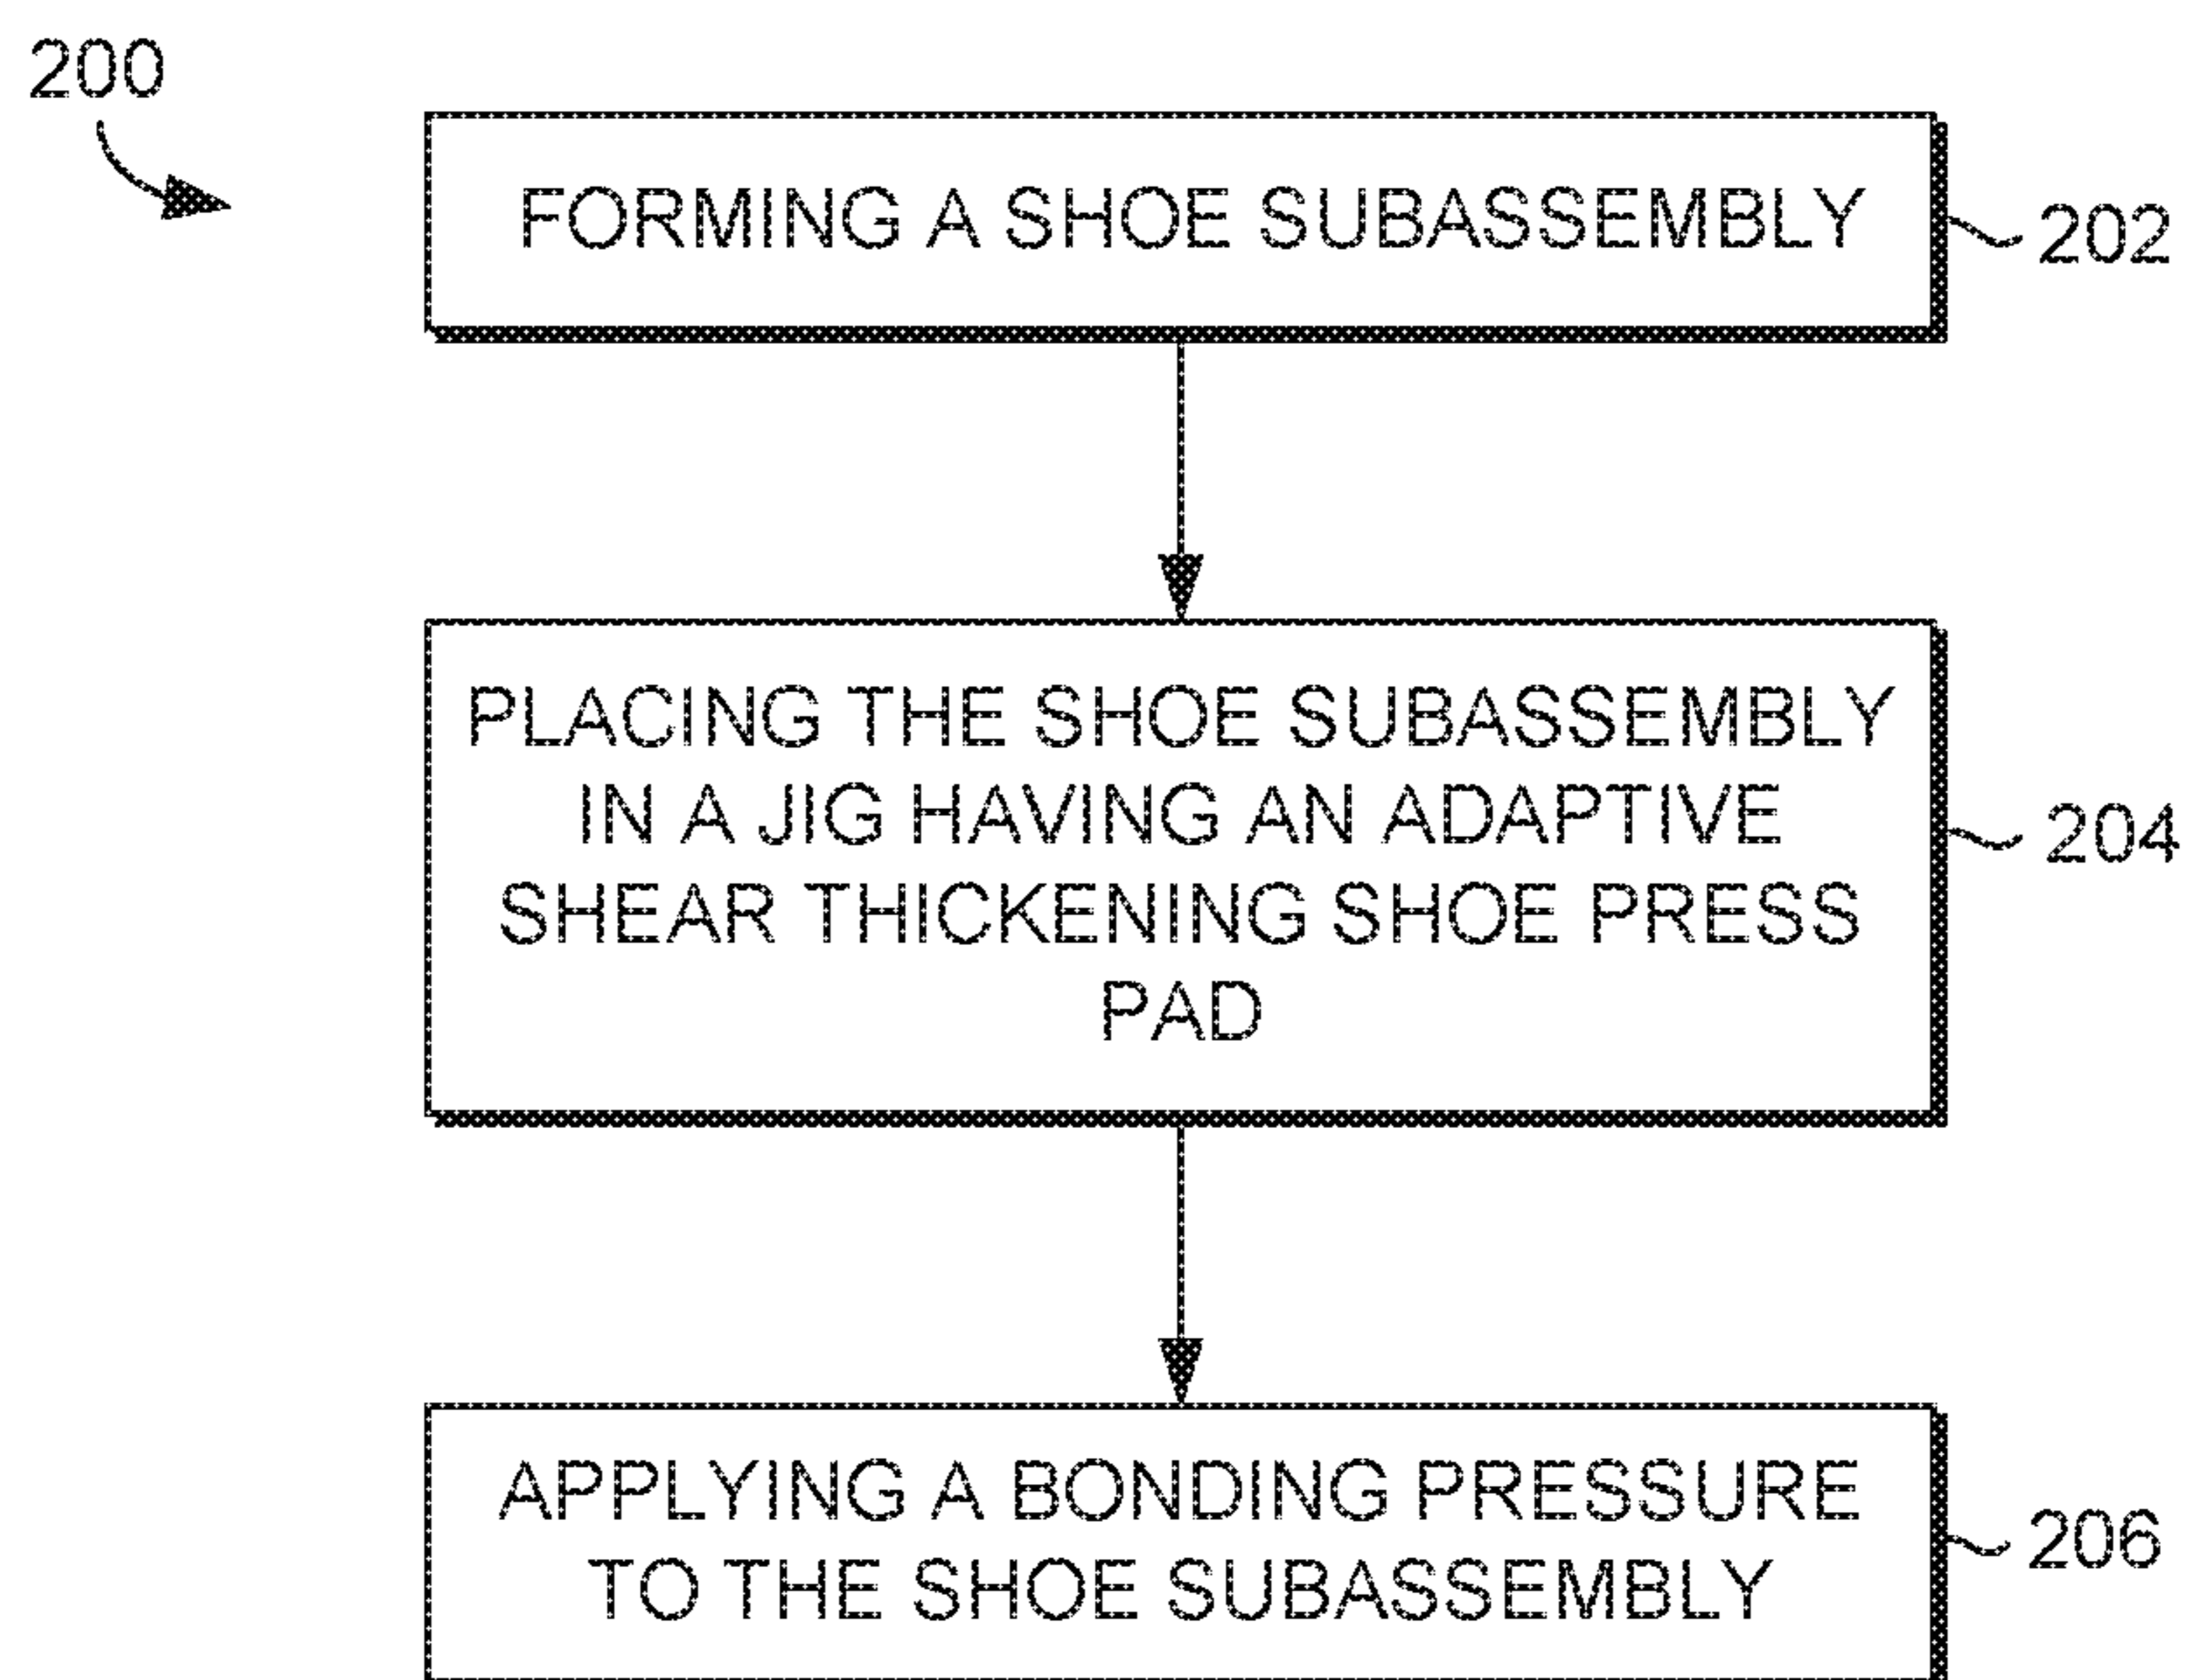 200
FORMING A SHOE SUBASSEMBLY
202
PLACING THE SHOE SUBASSEMBLY
IN A JIG HAVING AN ADAPTIVE
SHEAR THICKENING SHOE PRESS
PAD
204
APPLYING A BONDING PRESSURE
TO THE SHOE SUBASSEMBLY
206